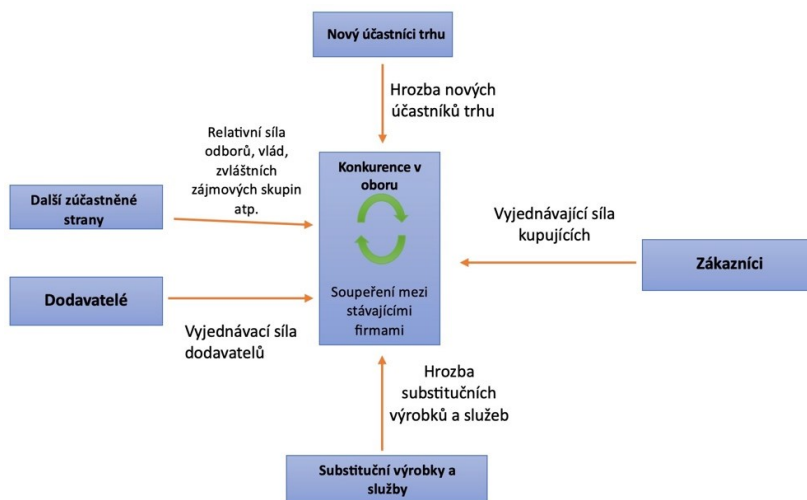 Nový účastníci trhu
Hrozba nových
účastníků trhu
Relativní síla
odborů, vlád,
zvláštních
zájmových skupin
atp.
Konkurence v
oboru
Další zúčastněné
strany
Vyjednávající síla
kupujících
Zákazníci
Dodavatelé
Soupeření mezi
stávajícími
firmami
Vyjednávací síla
dodavatelů
Hrozba
substitučních
výrobků a služeb
Substituční výrobky a
služby